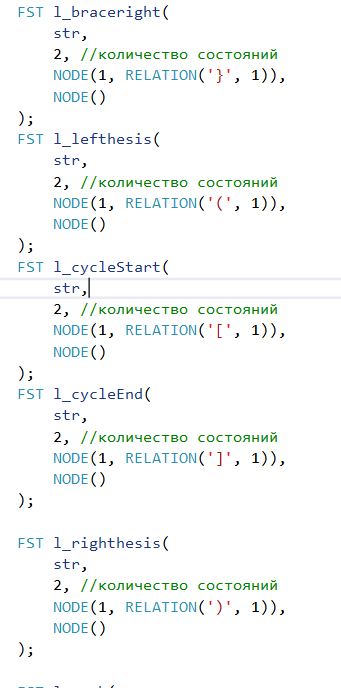 FST l_braceright(
    str,
    2, //количество состояний
    NODE(1, RELATION('}', 1)),
    NODE()
);
FST l_lefthesis(
    str,
    2, //количество состояний
    NODE(1, RELATION('(', 1)),
    NODE()
);
FST l_cycleStart(
    str,
    2, //количество состояний
    NODE(1, RELATION('[', 1)),
    NODE()
);
FST l_cycleEnd(
    str,
    2, //количество состояний
    NODE(1, RELATION(']', 1)),
    NODE()
);
FST l_righthesis(
    str,
    2, //количество состояний
    NODE(1, RELATION(')', 1)),
    NODE()
);